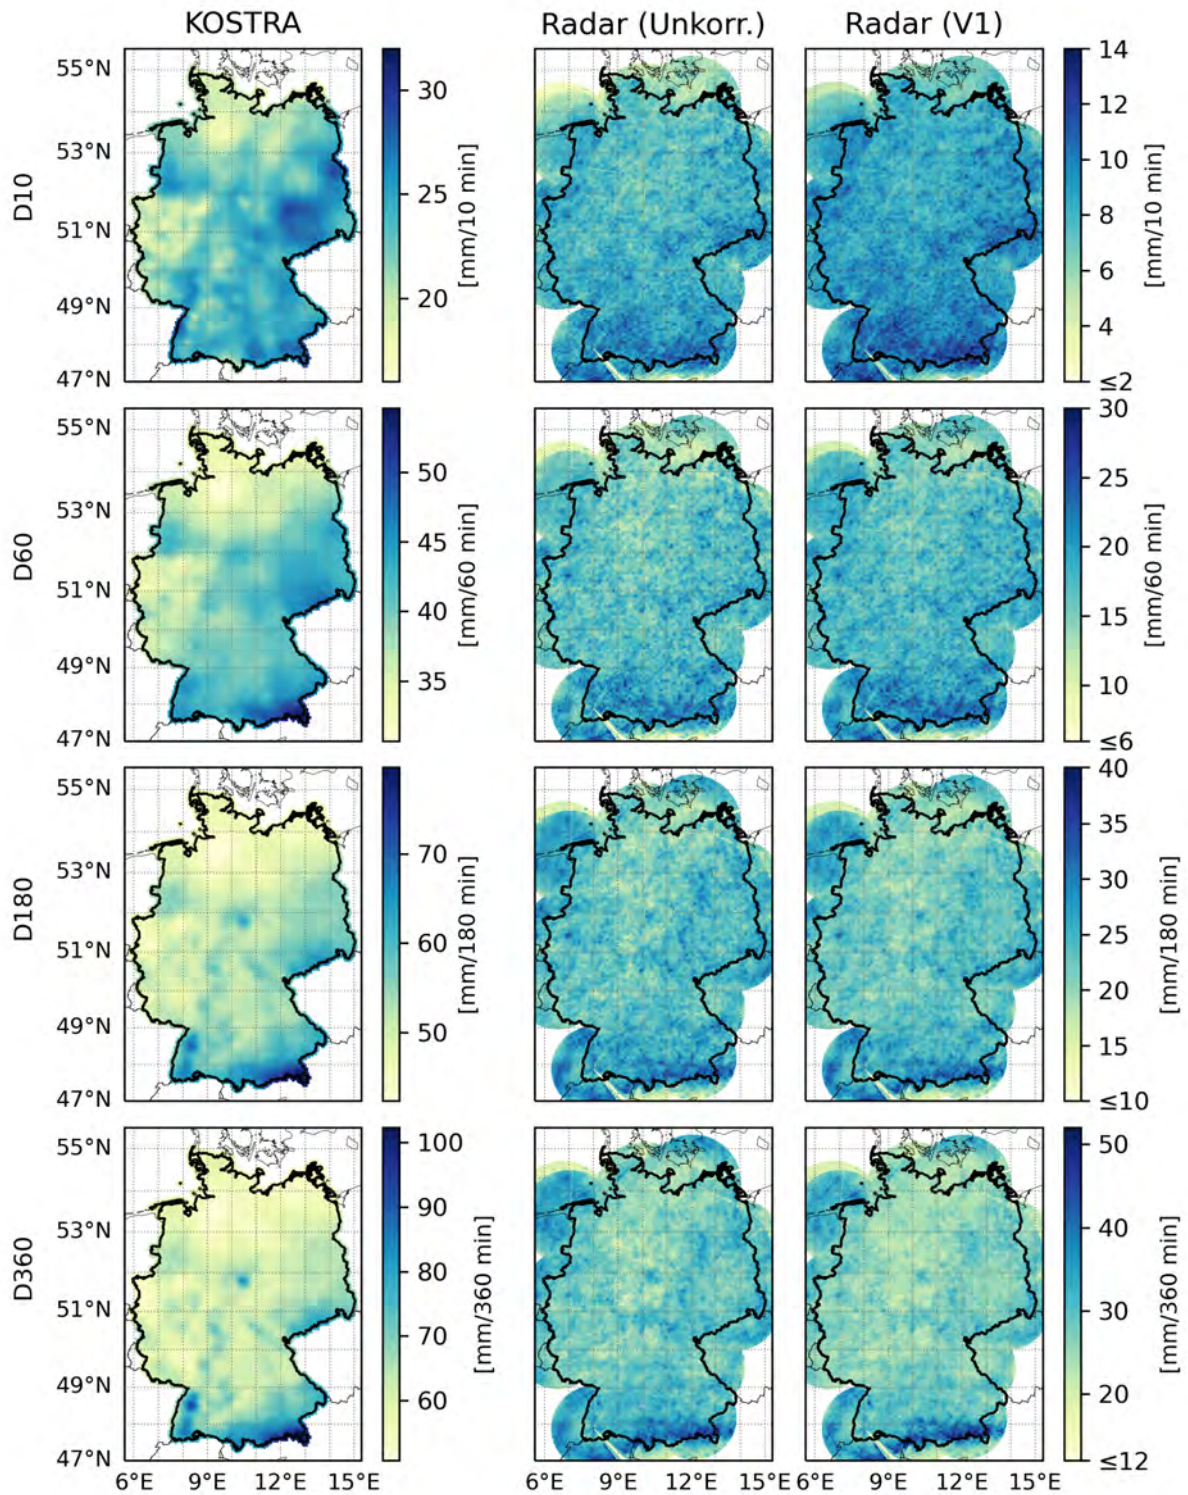 KOSTRA Radar (Unkorr.) Radar (V1)
D10
55°N
53°N
51°N
49°N
47°N
30
25
20
[mm/10 min]
14
12
10
8
6
4
≤2
[mm/10 min]
D60
55°N
53°N
51°N
49°N
47°N
50
45
40
35
[mm/60 min]
30
25
20
15
10
≤6
[mm/60 min]
D180
55°N
53°N
51°N
49°N
47°N
70
60
50
[mm/180 min]
40
35
30
25
20
15
≤10
[mm/180 min]
D360
55°N
53°N
51°N
49°N
47°N
100
90
80
70
60
[mm/360 min]
50
40
30
20
≤12
[mm/360 min]
6°E 9°E 12°E 15°E 6°E 9°E 12°E 15°E 6°E 9°E 12°E 15°E